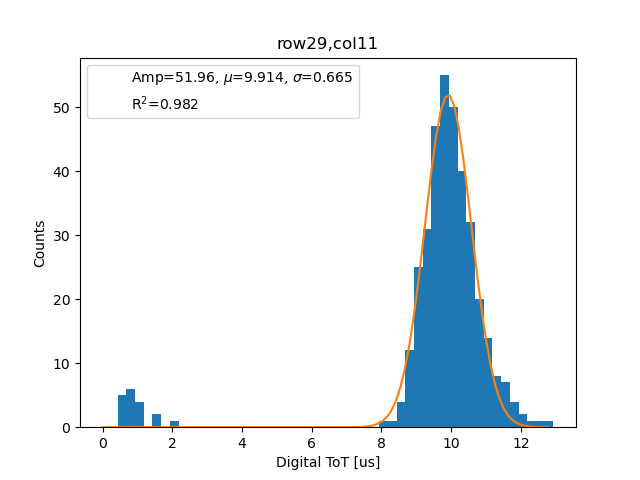 row29,col11
Amp=51.96, μ=9.914, σ=0.665
R²=0.982
50
40
30
20
10
0
Counts
0 2 4 6 8 10 12
Digital ToT [us]